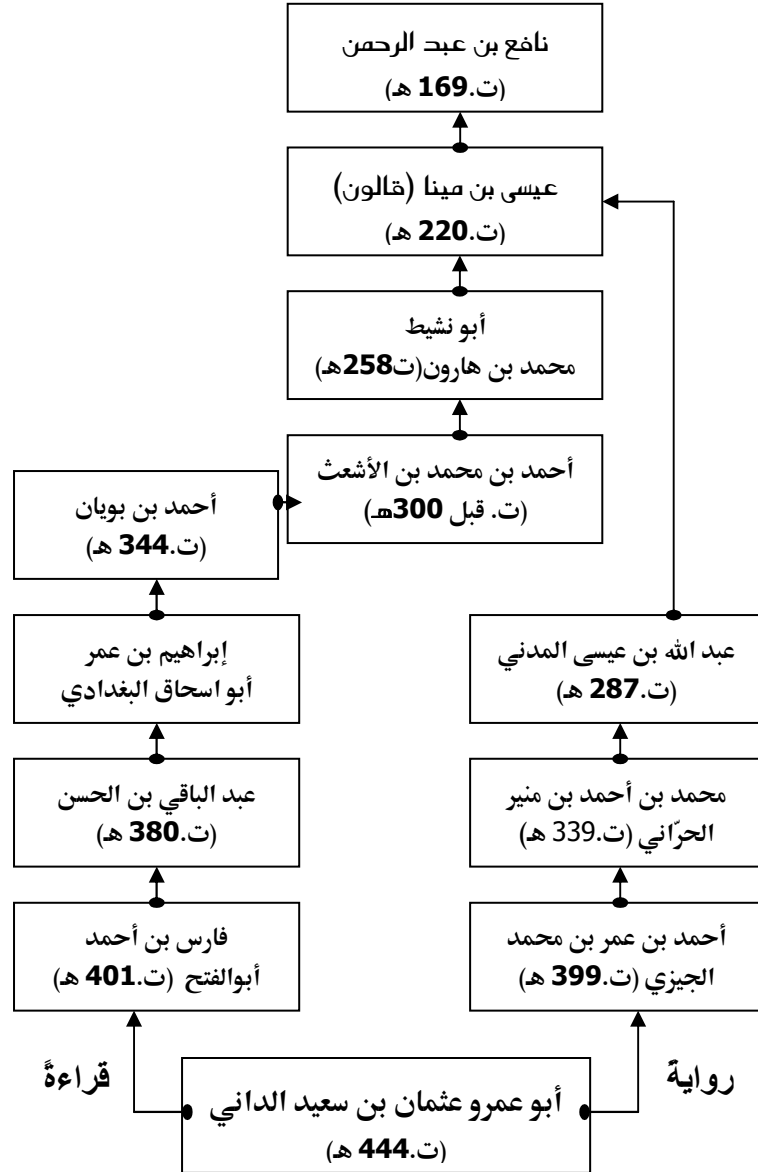 نافع بن عبد الرحمن
(ت.169 هـ)
عيسى بن مينا (قالون)
(ت.220 هـ)
أبو نشيط
محمد بن هارون(ت258هـ)
أحمد بن محمد بن الأشعث
(ت. قبل 300هـ)
أحمد بن بويان
(ت.344 هـ)
عبد الله بن عيسى المدني
(ت.287 هـ)
إبراهيم بن عمر
أبو اسحاق البغدادي
محمد بن أحمد بن منير
الحرّاني (ت.339 هـ)
عبد الباقي بن الحسن
(ت.380 هـ)
أحمد بن عمر بن محمد
الجيزي (ت.399 هـ)
فارس بن أحمد
أبوالفتح (ت.401 هـ)
رواية
قراءةً
أبو عمرو عثمان بن سعيد الداني
(ت.444 هـ)